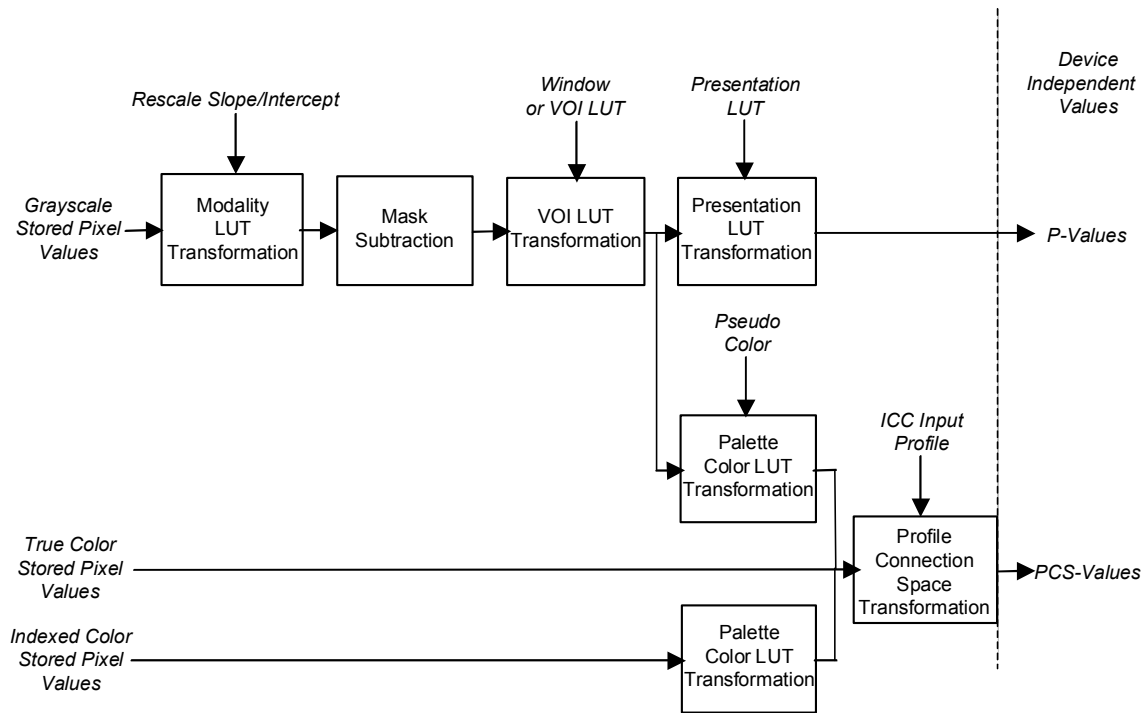 Device
Independent
Values
Rescale Slope/Intercept
Window
or VOI LUT
Presentation
LUT
Grayscale
Stored Pixel
Values
Modality
LUT
Transformation
Mask
Subtraction
VOI LUT
Transformation
Presentation
LUT
Transformation
P-Values
Pseudo
Color
Palette
Color LUT
Transformation
ICC Input
Profile
True Color
Stored Pixel
Values
Profile
Connection
Space
Transformation
PCS-Values
Indexed Color
Stored Pixel
Values
Palette
Color LUT
Transformation